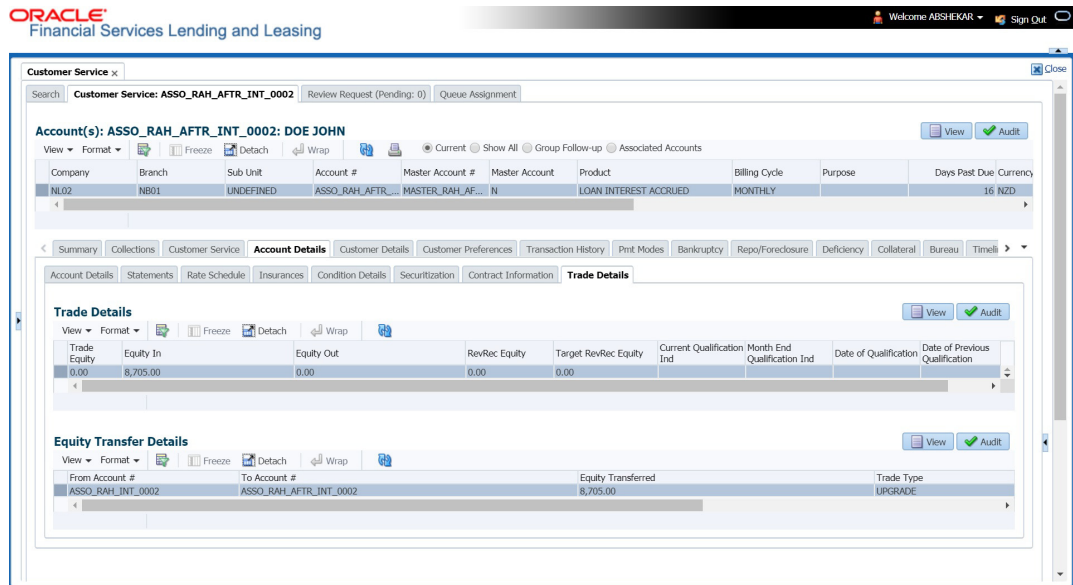 ORACLE®
Financial Services Lending and Leasing
Welcome ABSHEKAR Sign Out
Customer Service × Close
Search Customer Service: ASSO_RAH_AFTR_INT_0002 Review Request (Pending: 0) Queue Assignment
Account(s): ASSO_RAH_AFTR_INT_0002: DOE JOHN View Audit
View Format Freeze Detach Wrap Current Show All Group Follow-up Associated Accounts
Company Branch Sub Unit Account # Master Account # Master Account Product Billing Cycle Purpose Days Past Due Currency
NL02 NB01 UNDEFINED ASSO_RAH_AFTR_... MASTER_RAH_AF... N LOAN INTEREST ACCRUED MONTHLY 16 NZD
Summary Collections Customer Service Account Details Customer Details Customer Preferences Transaction History Pmt Modes Bankruptcy Repo/Foreclosure Deficiency Collateral Bureau Timeli
Account Details Statements Rate Schedule Insurances Condition Details Securitization Contract Information Trade Details
Trade Details View Audit
View Format Freeze Detach Wrap
Trade Equity Equity In Equity Out RevRec Equity Target RevRec Equity Current Qualification Ind Month End Qualification Ind Date of Qualification Date of Previous Qualification
0.00 8,705.00 0.00 0.00 0.00
Equity Transfer Details View Audit
View Format Freeze Detach Wrap
From Account # To Account # Equity Transferred Trade Type
ASSO_RAH_INT_0002 ASSO_RAH_AFTR_INT_0002 8,705.00 UPGRADE